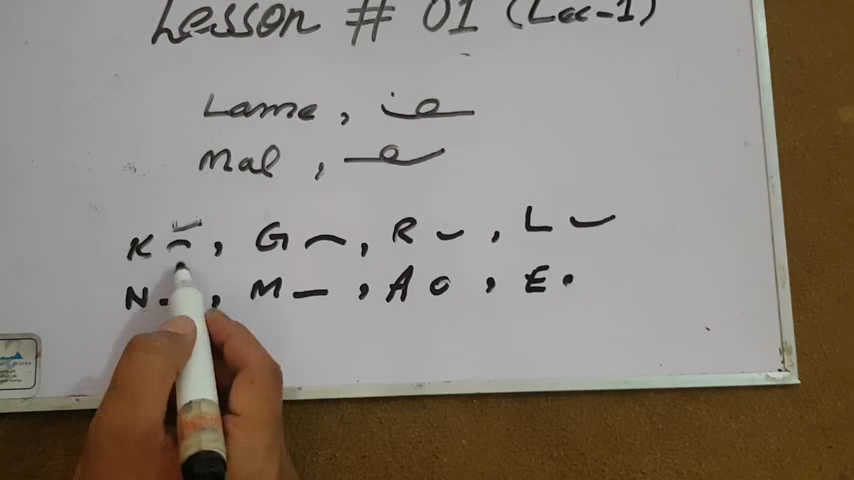 Lesson # 01 (Lec-1)
Lame,
Mal,
K , G , R , L
N , M , A , E